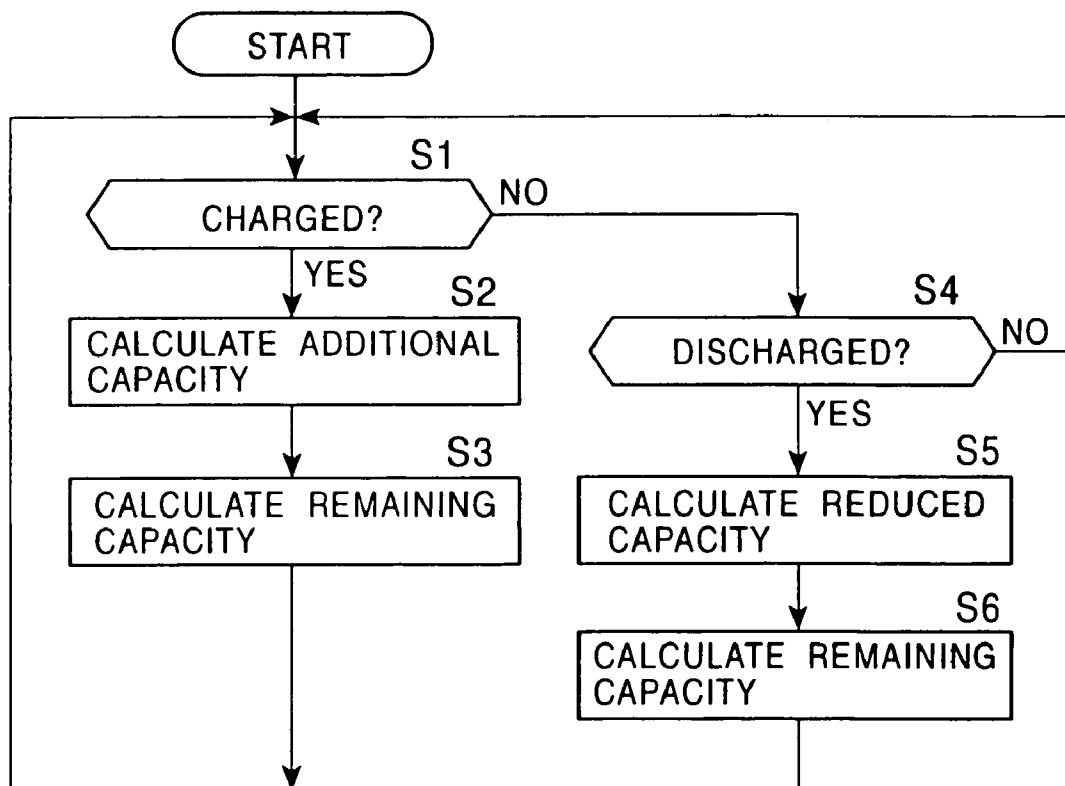 START
S1
CHARGED?
NO
YES
S2
CALCULATE ADDITIONAL
CAPACITY
S3
CALCULATE REMAINING
CAPACITY
S4
DISCHARGED?
NO
YES
S5
CALCULATE REDUCED
CAPACITY
S6
CALCULATE REMAINING
CAPACITY